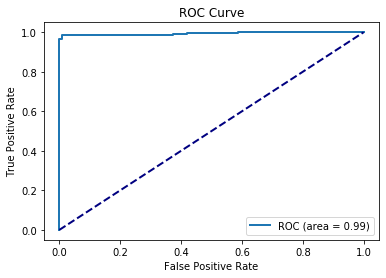 ROC Curve
True Positive Rate
1.0
0.8
0.6
0.4
0.2
0.0
0.0 0.2 0.4 0.6 0.8 1.0
False Positive Rate
ROC (area = 0.99)